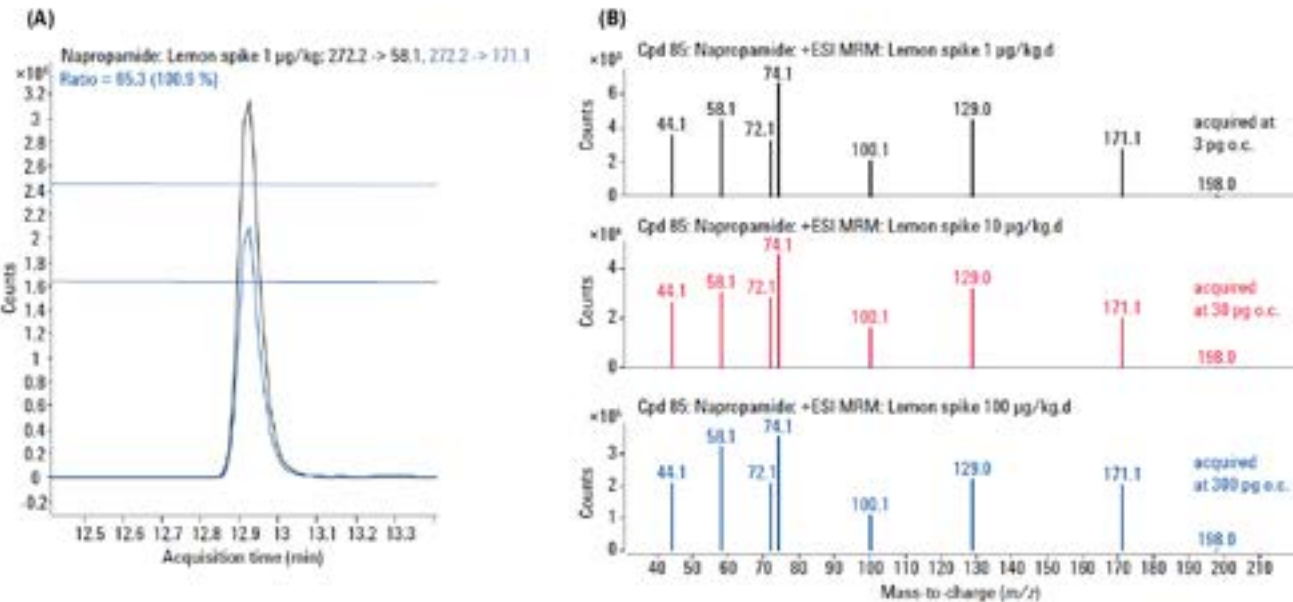 (A)
Napropamide: Lemon spike 1 µg/kg; 272.2 -> 58.1, 272.2 -> 171.1
Ratio = 65.3 (100.9 %)
3.2
3
2.8
2.6
2.4
2.2
2
1.8
1.6
1.4
1.2
1
0.8
0.6
0.4
0.2
0
-0.2
Counts
12.5 12.6 12.7 12.8 12.9 13 13.1 13.2 13.3
Acquisition time (min)
(B)
Cpd 85: Napropamide: +ESI MRM: Lemon spike 1 µg/kg.d
Counts
6
4
2
0
44.1 58.1 72.1 74.1 100.1 129.0 171.1 198.0
acquired at
3 pg o.c.
Cpd 85: Napropamide: +ESI MRM: Lemon spike 10 µg/kg.d
Counts
4
2
0
44.1 58.1 72.1 74.1 100.1 129.0 171.1 198.0
acquired
at 30 pg o.c.
Cpd 85: Napropamide: +ESI MRM: Lemon spike 100 µg/kg.d
Counts
3
2
1
0
44.1 58.1 72.1 74.1 100.1 129.0 171.1 198.0
acquired
at 300 pg o.c.
40 50 60 70 80 90 100 110 120 130 140 150 160 170 180 190 200 210
Mass-to-charge (m/z)